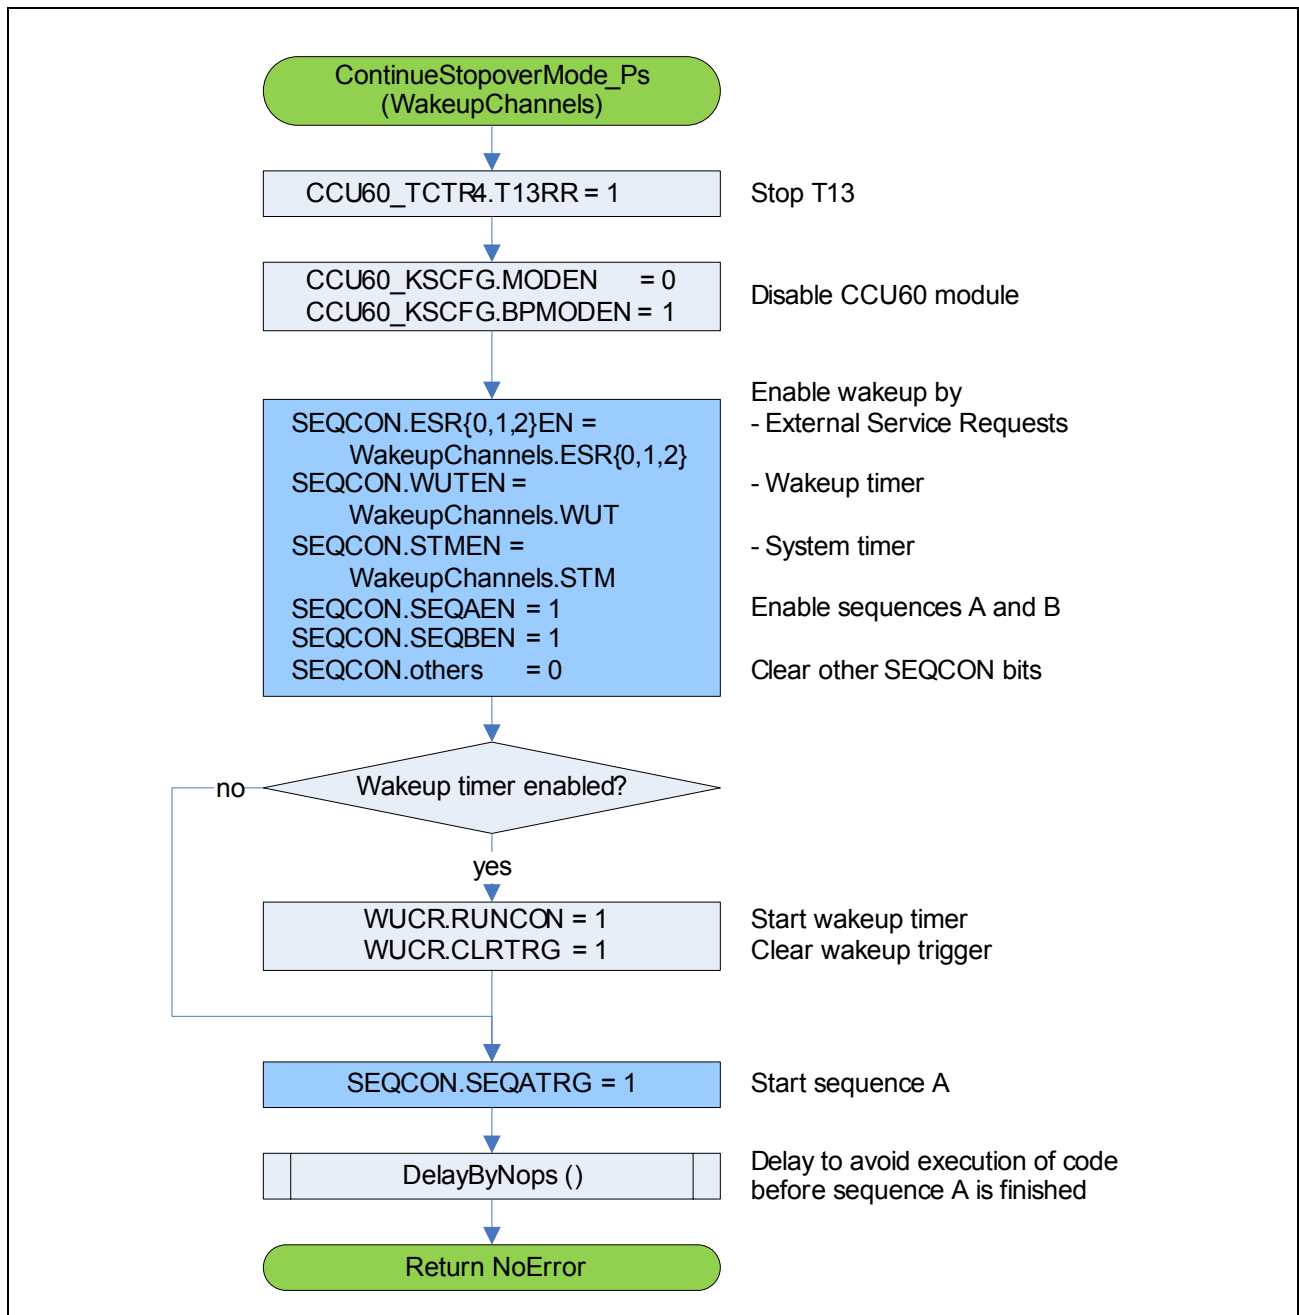 ContinueStopoverMode_Ps
(WakeupChannels)
CCU60_TCTR4.T13RR = 1
Stop T13
CCU60_KSCFG.MODEN = 0
CCU60_KSCFG.BPMODEN = 1
Disable CCU60 module
Enable wakeup by
SEQCON.ESR{0,1,2}EN =
- External Service Requests
WakeupChannels.ESR{0,1,2}
SEQCON.WUTEN =
- Wakeup timer
WakeupChannels.WUT
SEQCON.STMEN =
- System timer
WakeupChannels.STM
SEQCON.SEQAEN = 1
Enable sequences A and B
SEQCON.SEQBEN = 1
SEQCON.others = 0
Clear other SEQCON bits
Wakeup timer enabled?
no
yes
WUCR.RUNCON = 1
Start wakeup timer
WUCR.CLRTRG = 1
Clear wakeup trigger
SEQCON.SEQATRG = 1
Start sequence A
DelayByNops ()
Delay to avoid execution of code
before sequence A is finished
Return NoError